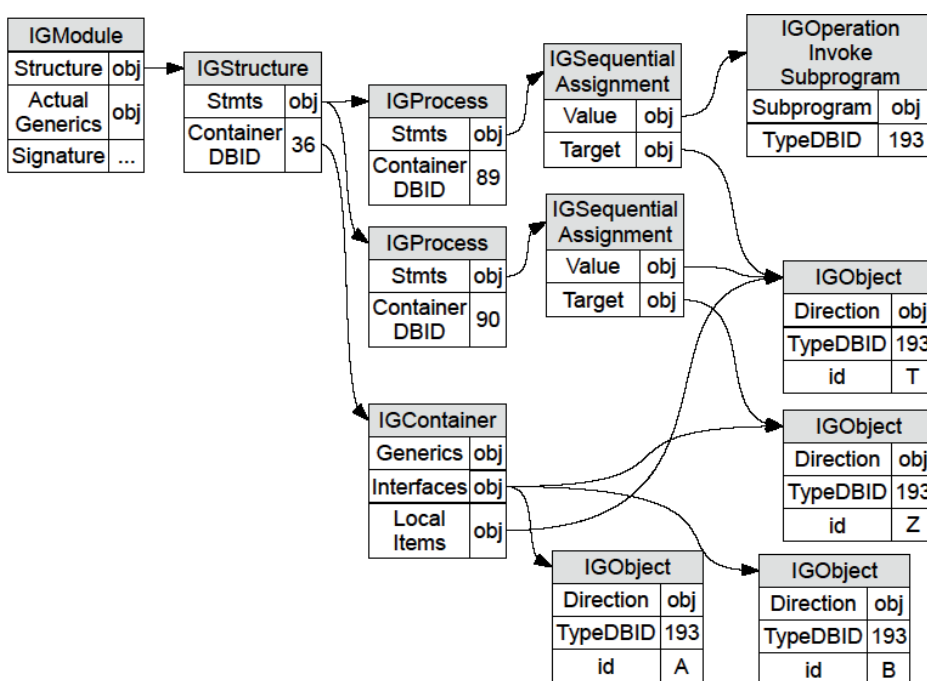 IGModule
Structure obj
Actual
Generics obj
Signature ...
IGStructure
Stmts obj
Container
DBID 36
IGProcess
Stmts obj
Container
DBID 89
IGProcess
Stmts obj
Container
DBID 90
IGContainer
Generics obj
Interfaces obj
Local
Items obj
IGSequential
Assignment
Value obj
Target obj
IGSequential
Assignment
Value obj
Target obj
IGOperation
Invoke
Subprogram
Subprogram obj
TypeDBID 193
IGObject
Direction obj
TypeDBID 193
id T
IGObject
Direction obj
TypeDBID 193
id Z
IGObject
Direction obj
TypeDBID 193
id A
IGObject
Direction obj
TypeDBID 193
id B